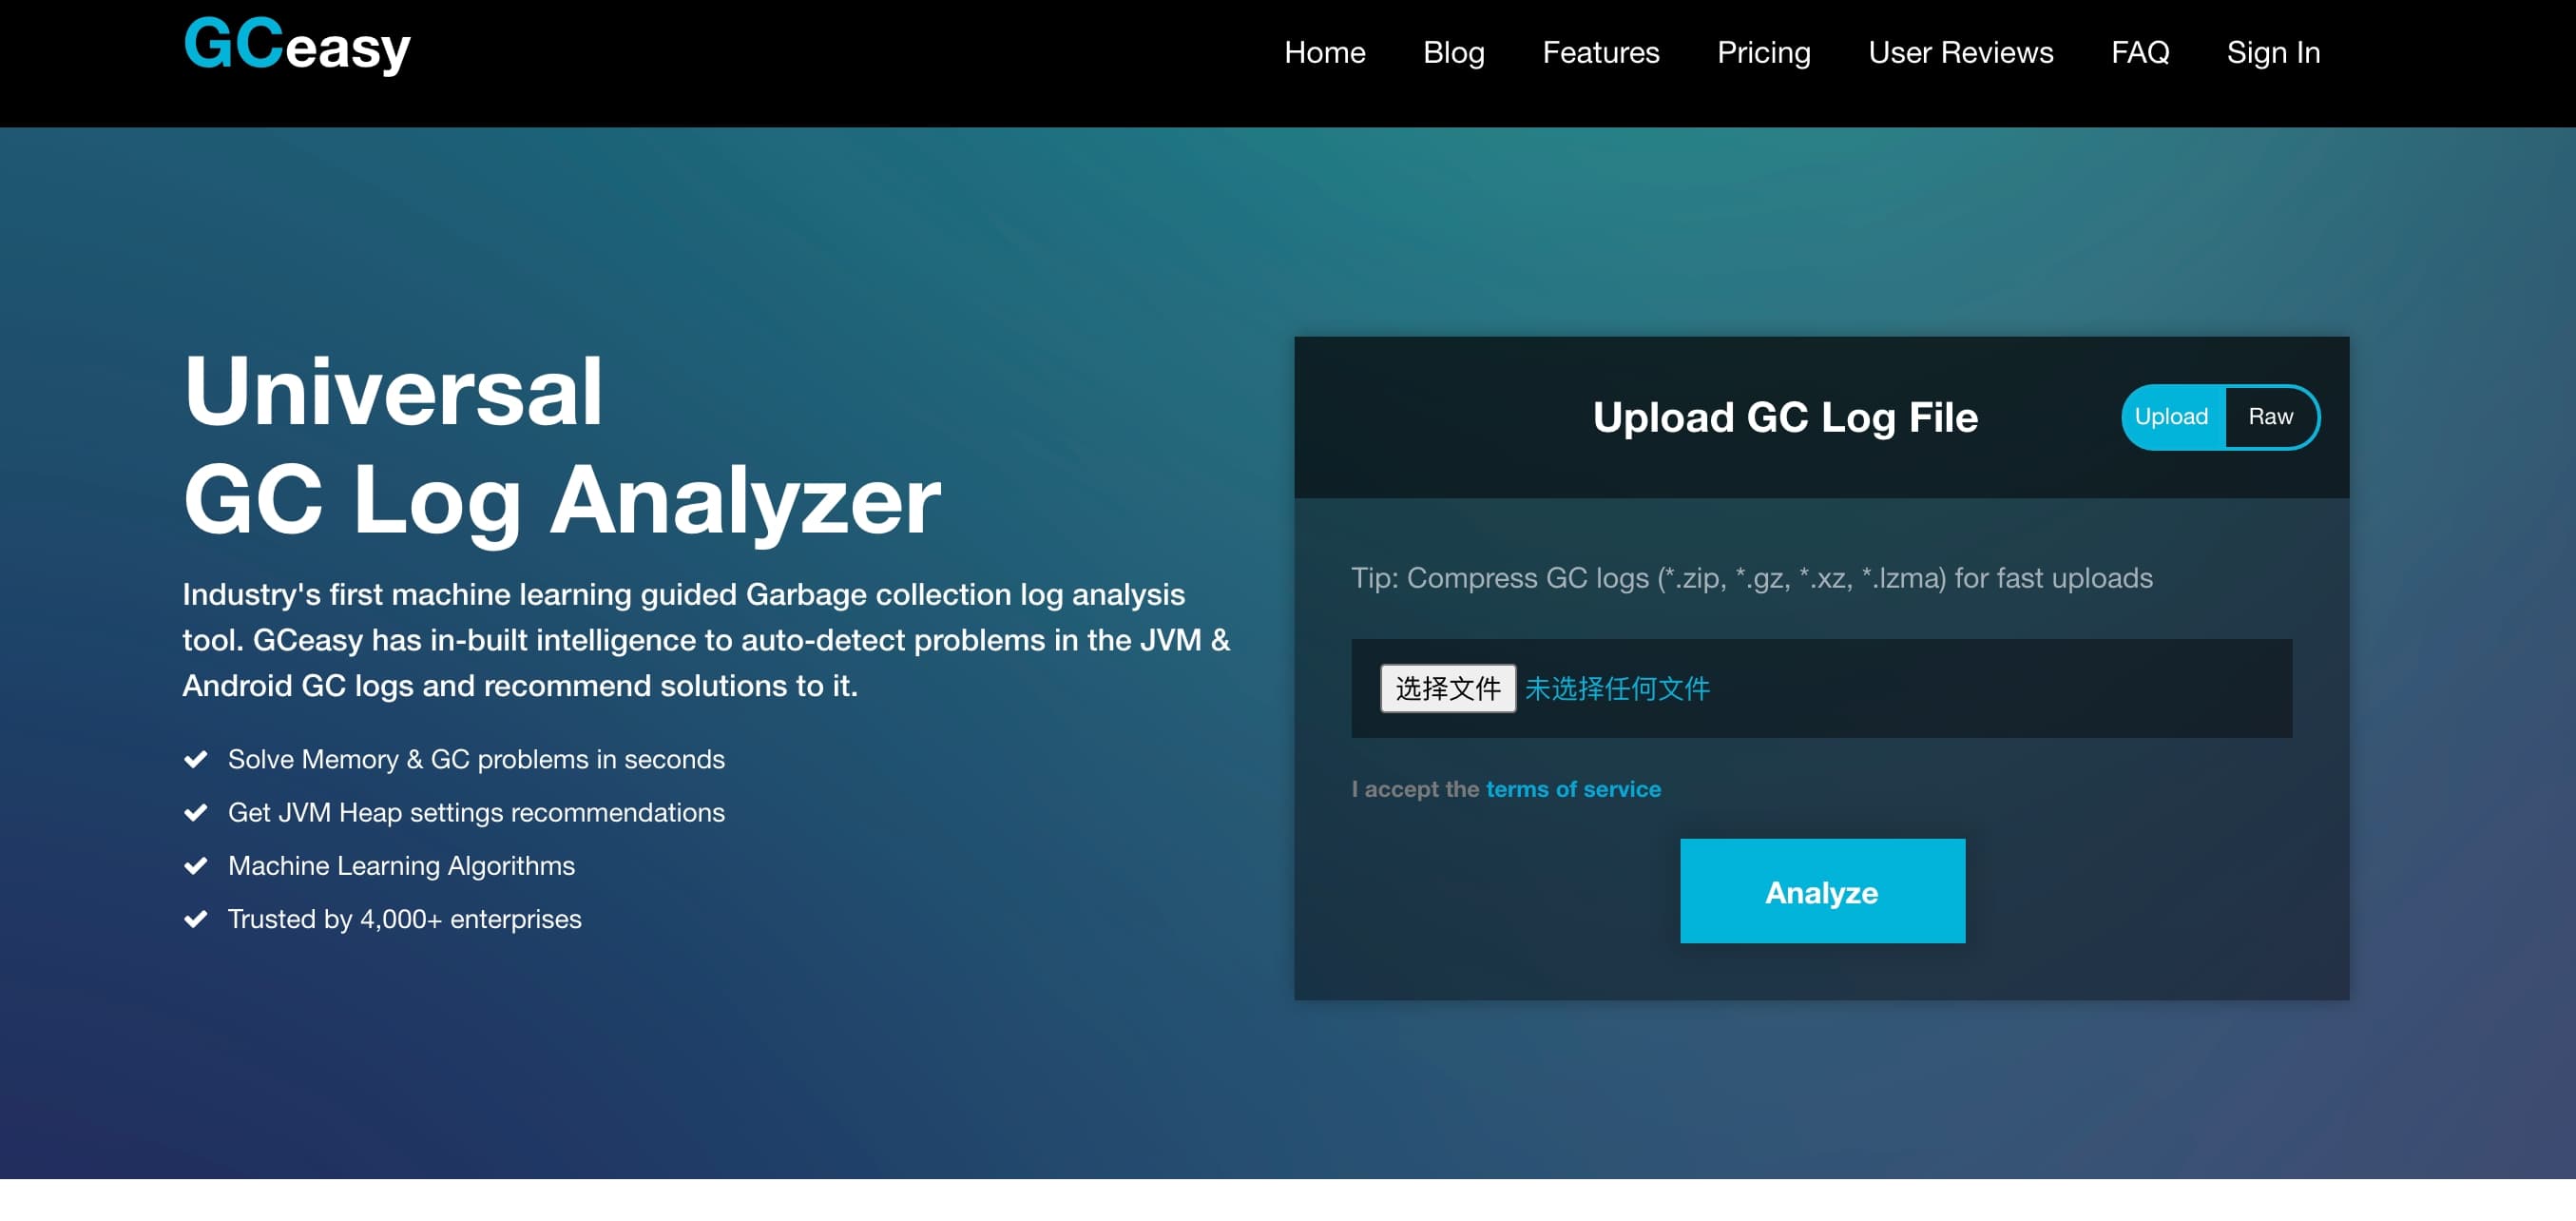 GCeasy
Home Blog Features Pricing User Reviews FAQ Sign In
Universal
GC Log Analyzer
Industry's first machine learning guided Garbage collection log analysis
tool. GCeasy has in-built intelligence to auto-detect problems in the JVM &
Android GC logs and recommend solutions to it.
Solve Memory & GC problems in seconds
Get JVM Heap settings recommendations
Machine Learning Algorithms
Trusted by 4,000+ enterprises
Upload GC Log File
Upload Raw
Tip: Compress GC logs (*.zip, *.gz, *.xz, *.lzma) for fast uploads
选择文件 未选择任何文件
I accept the terms of service
Analyze